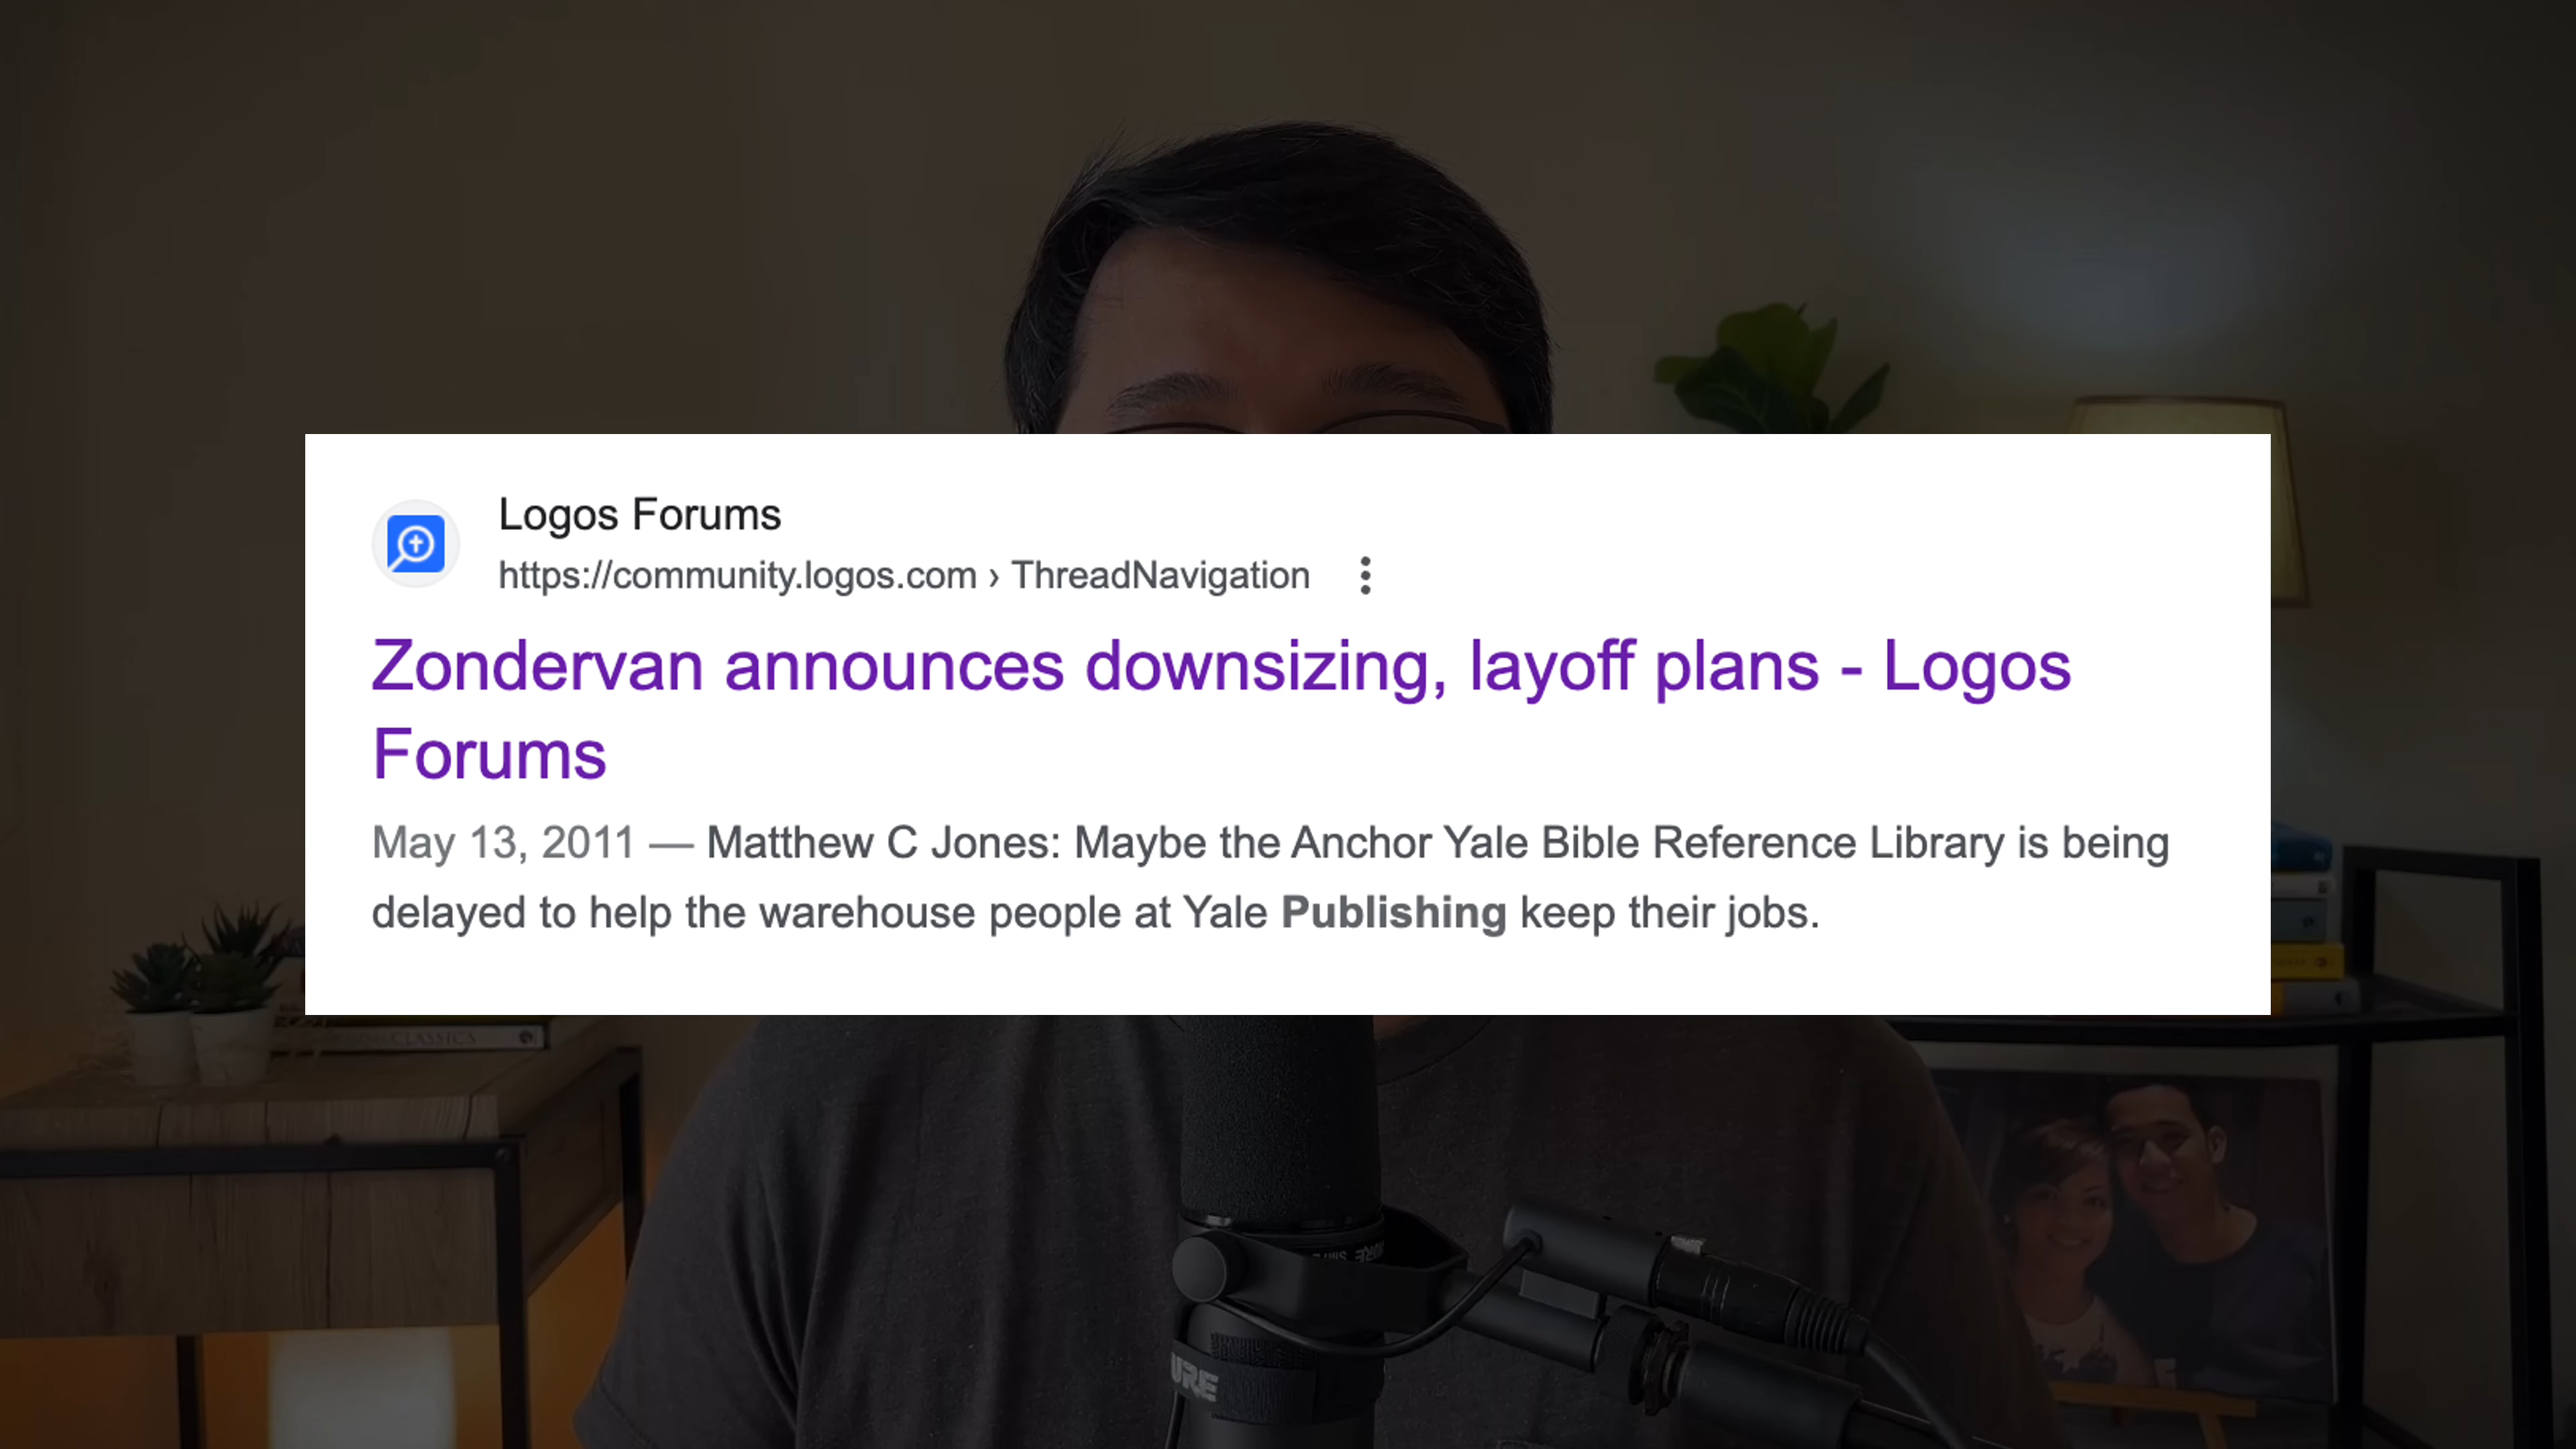 Logos Forums
https://community.logos.com › ThreadNavigation
Zondervan announces downsizing, layoff plans - Logos
Forums
May 13, 2011 — Matthew C Jones: Maybe the Anchor Yale Bible Reference Library is being
delayed to help the warehouse people at Yale Publishing keep their jobs.
CLASSICS
URE